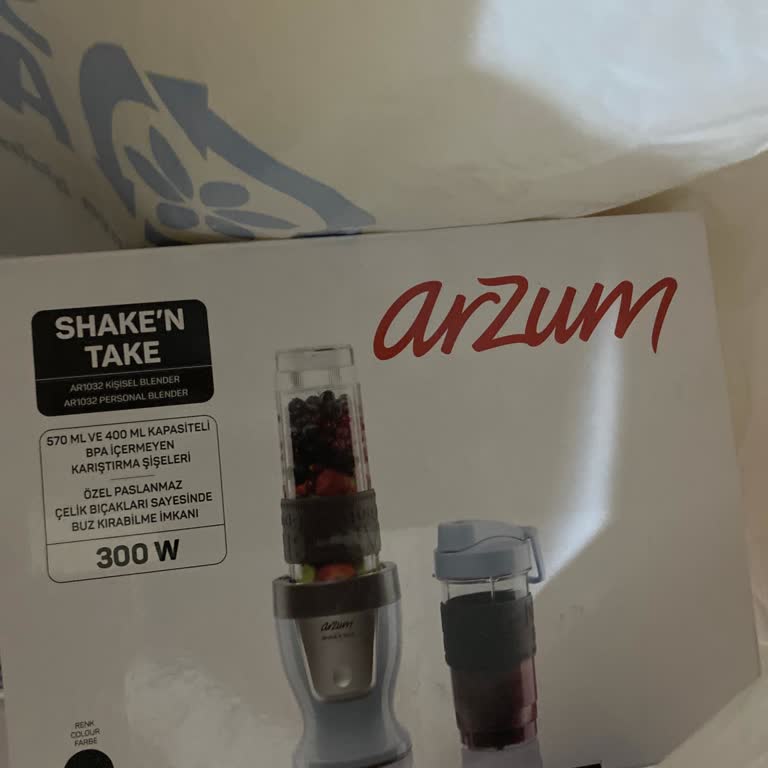 arzum
SHAKE'N
TAKE
AR1032 KİŞİSEL BLENDER
AR1032 PERSONAL BLENDER
570 ML VE 400 ML KAPASİTELİ
BPA İÇERMEYEN
KARIŞTIRMA ŞİŞELERİ
ÖZEL PASLANMAZ
ÇELİK BIÇAKLARI SAYESİNDE
BUZ KIRABİLME İMKANI
300 W
arzum
RENK
COLOUR
FARBE